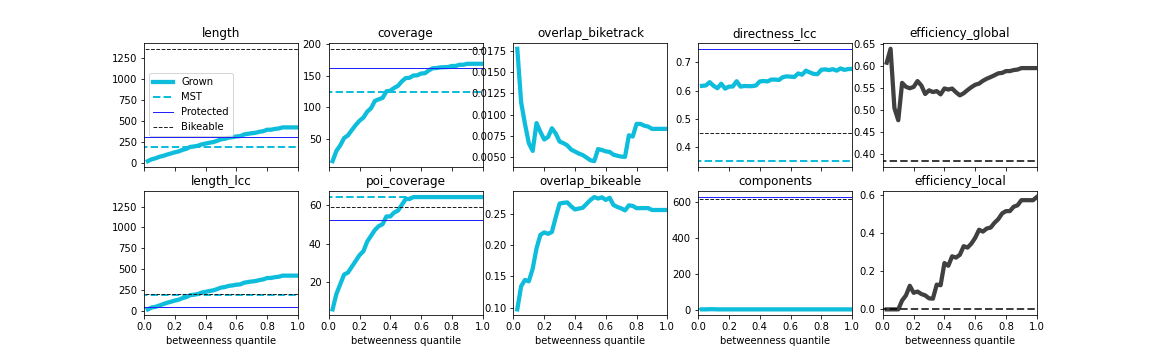 length
coverage
overlap_biketrack
directness_lcc
efficiency_global
1250
1000
750
500
250
0
Grown
MST
Protected
Bikeable
200
150
100
50
0.0175
0.0150
0.0125
0.0100
0.0075
0.0050
0.7
0.6
0.5
0.4
0.65
0.60
0.55
0.50
0.45
0.40
length_lcc
poi_coverage
overlap_bikeable
components
efficiency_local
1250
1000
750
500
250
0
0.0 0.2 0.4 0.6 0.8 1.0
betweenness quantile
60
40
20
0.0 0.2 0.4 0.6 0.8 1.0
betweenness quantile
0.25
0.20
0.15
0.10
0.0 0.2 0.4 0.6 0.8 1.0
betweenness quantile
600
400
200
0
0.0 0.2 0.4 0.6 0.8 1.0
betweenness quantile
0.6
0.4
0.2
0.0
0.0 0.2 0.4 0.6 0.8 1.0
betweenness quantile